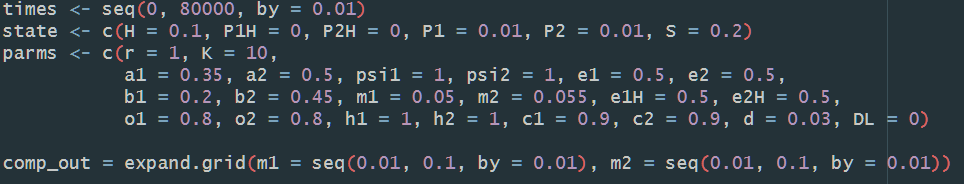 times <- seq(0, 80000, by = 0.01)
state <- c(H = 0.1, P1H = 0, P2H = 0, P1 = 0.01, P2 = 0.01, S = 0.2)
parms <- c(r = 1, K = 10,
a1 = 0.35, a2 = 0.5, psi1 = 1, psi2 = 1, e1 = 0.5, e2 = 0.5,
b1 = 0.2, b2 = 0.45, m1 = 0.05, m2 = 0.055, e1H = 0.5, e2H = 0.5,
o1 = 0.8, o2 = 0.8, h1 = 1, h2 = 1, c1 = 0.9, c2 = 0.9, d = 0.03, DL = 0)
comp_out = expand.grid(m1 = seq(0.01, 0.1, by = 0.01), m2 = seq(0.01, 0.1, by = 0.01))